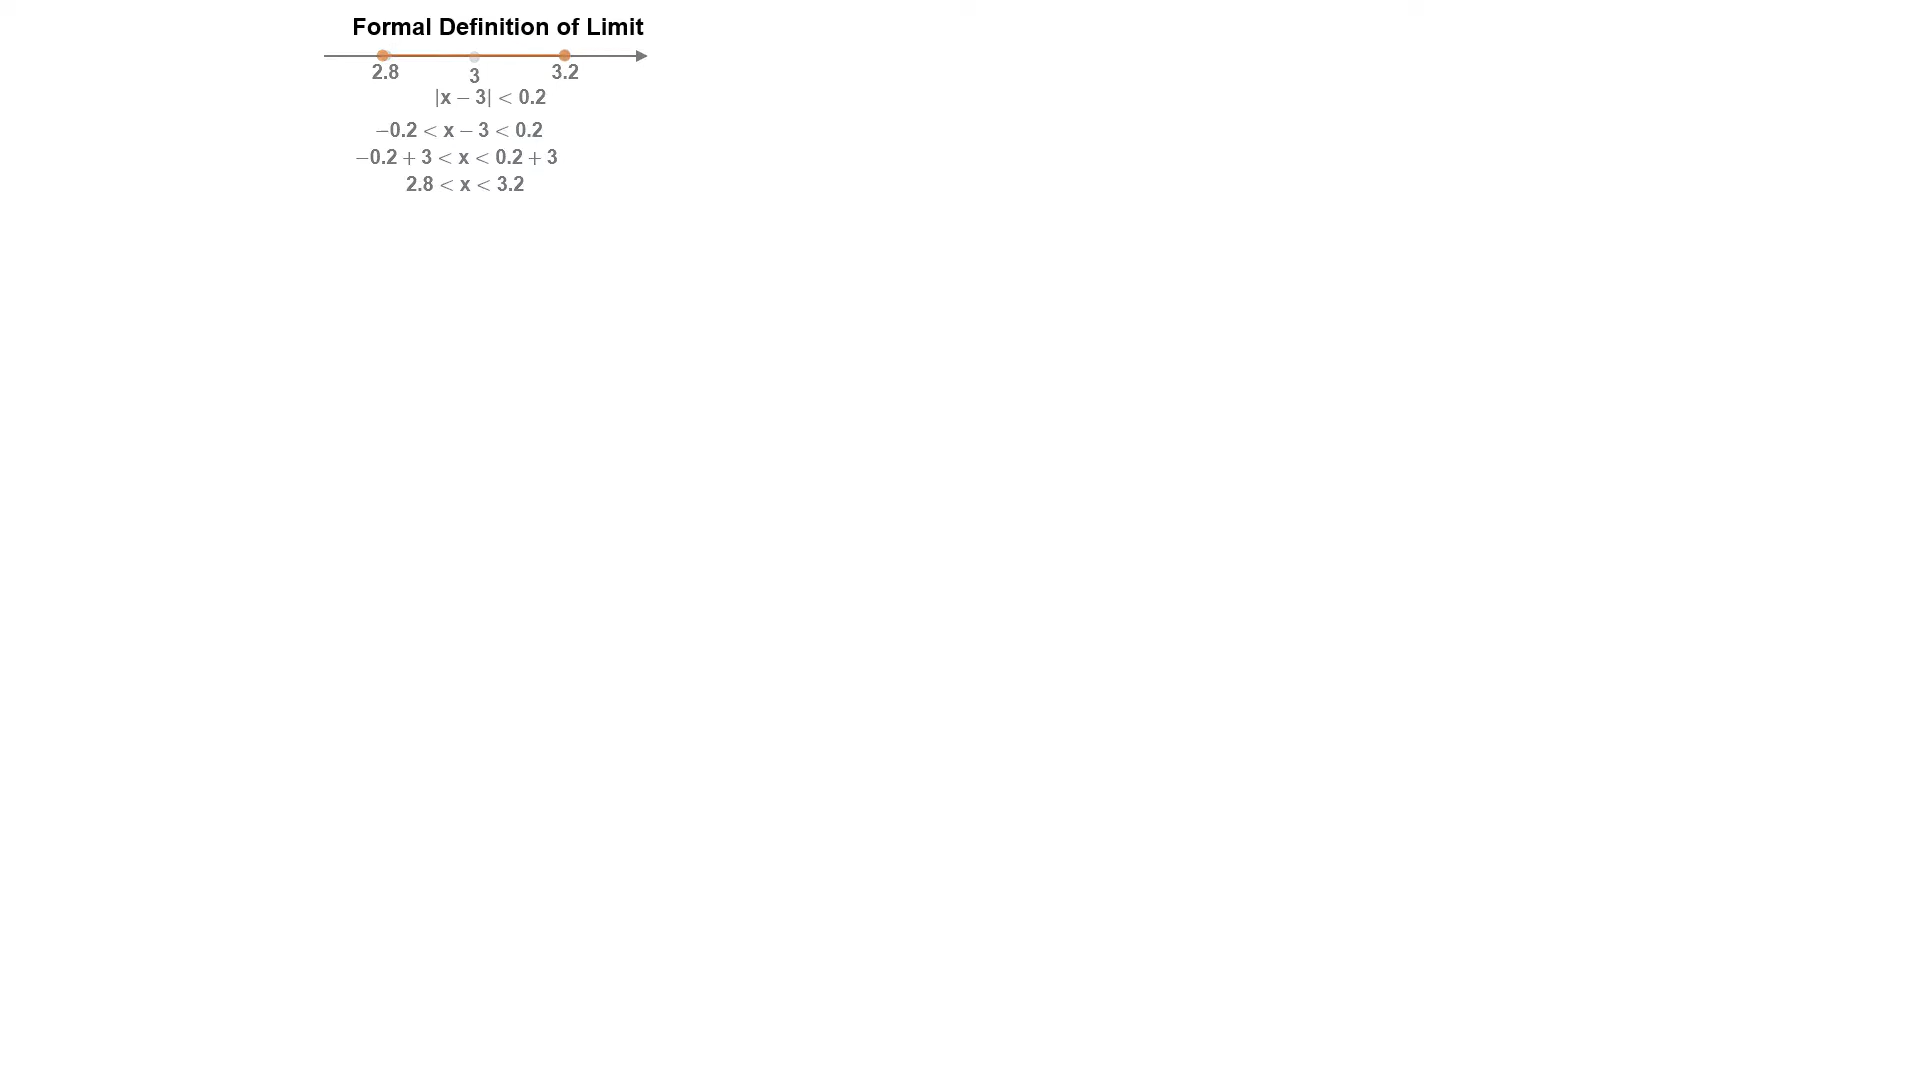 Formal Definition of Limit
2.8 3 3.2
|x − 3| < 0.2
−0.2 < x − 3 < 0.2
−0.2 + 3 < x < 0.2 + 3
2.8 < x < 3.2